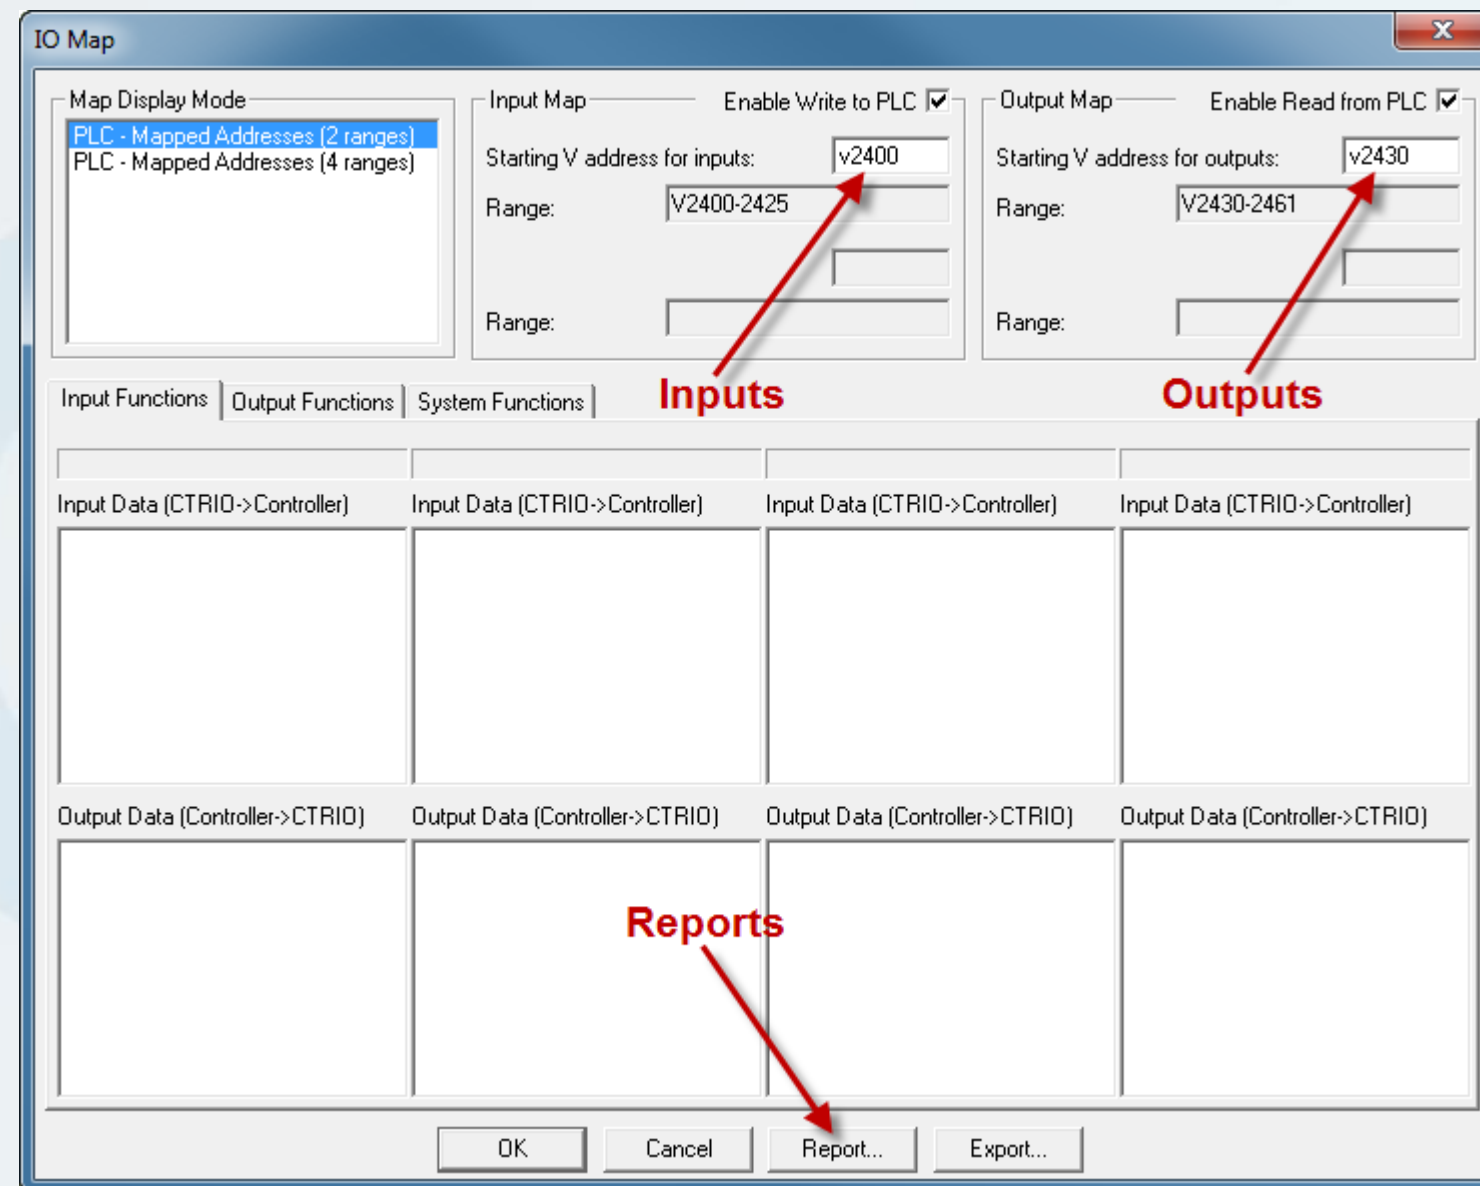 IO Map
X
Map Display Mode
PLC - Mapped Addresses (2 ranges)
PLC - Mapped Addresses (4 ranges)
Input Map
Enable Write to PLC
Starting V address for inputs:
v2400
Range:
V2400-2425
Range:
Output Map
Enable Read from PLC
Starting V address for outputs:
v2430
Range:
V2430-2461
Range:
Inputs
Outputs
Input Functions
Output Functions
System Functions
Input Data (CTRIO->Controller)
Input Data (CTRIO->Controller)
Input Data (CTRIO->Controller)
Input Data (CTRIO->Controller)
Output Data (Controller->CTRIO)
Output Data (Controller->CTRIO)
Output Data (Controller->CTRIO)
Output Data (Controller->CTRIO)
Reports
OK
Cancel
Report...
Export...